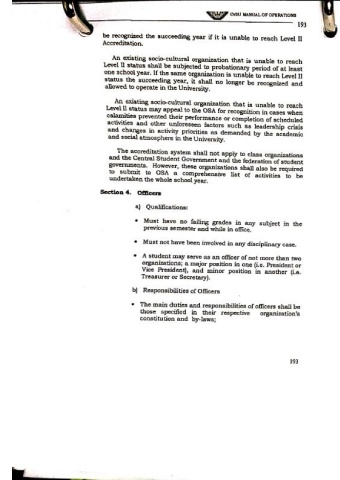 CMSU MANUAL OF OPERATIONS
193
be recognized the succeeding year if it is unable to reach Level II
Accreditation.
An existing socio-cultural organization that is unable to reach
Level II status shall be subjected to probationary period of at least
one school year. If the same organization is unable to reach Level II
status the succeeding year, it shall no longer be recognized and
allowed to operate in the University.
An existing socio-cultural organization that is unable to reach
Level II status may appeal to the OSA for recognition in cases when
calamities prevented their performance or completion of scheduled
activities and other unforeseen factors such as leadership crisis
and changes in activity priorities as demanded by the academic
and social atmosphere in the University.
The accreditation system shall not apply to class organizations
and the Central Student Government and the federation of student
governments. However, these organizations shall also be required
to submit to OSA a comprehensive list of activities to be
undertaken the whole school year.
Section 4. Officers
a) Qualifications:
• Must have no failing grades in any subject in the
previous semester and while in office.
• Must not have been involved in any disciplinary case.
• A student may serve as an officer of not more than two
organizations; a major position in one (i.e. President or
Vice President), and minor position in another (i.e.
Treasurer or Secretary).
b) Responsibilities of Officers
• The main duties and responsibilities of officers shall be
those specified in their respective organization's
constitution and by-laws;
193